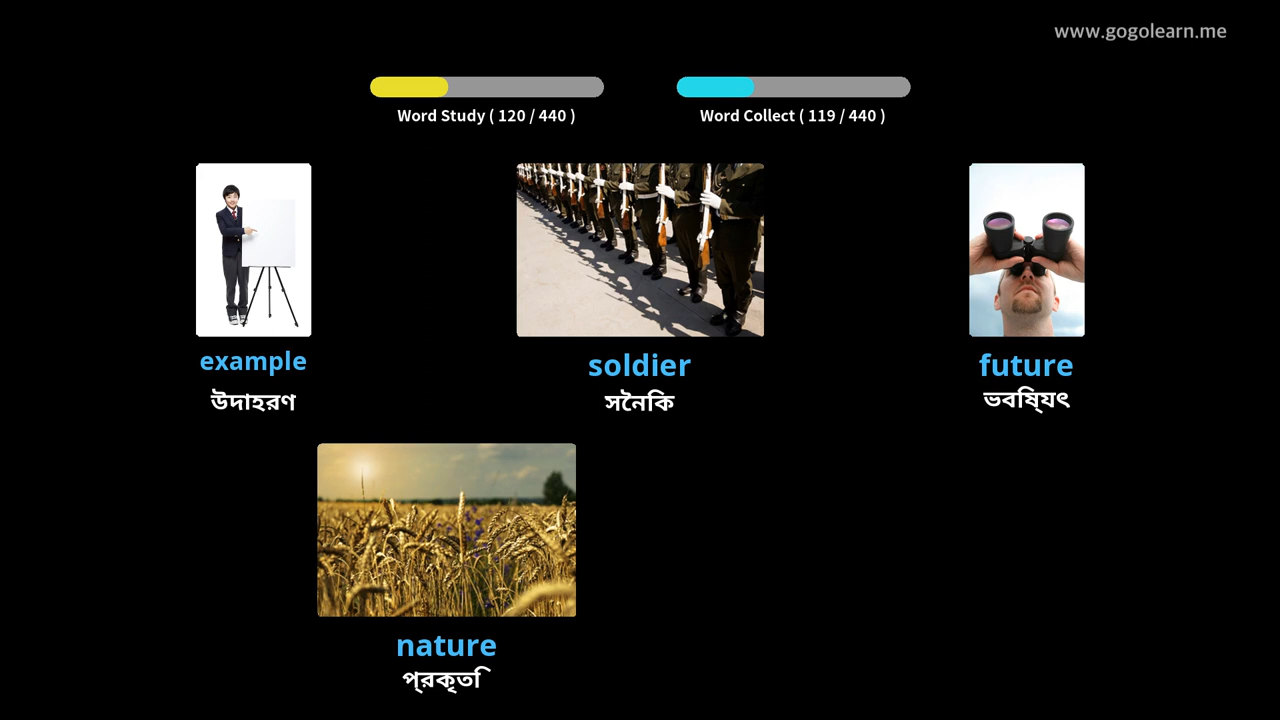 www.gogolearn.me
Word Study ( 120 / 440 )
Word Collect ( 119 / 440 )
example
soldier
future
উদাহরণ
সৈনিক
ভবিষ্যৎ
nature
প্রকৃতি